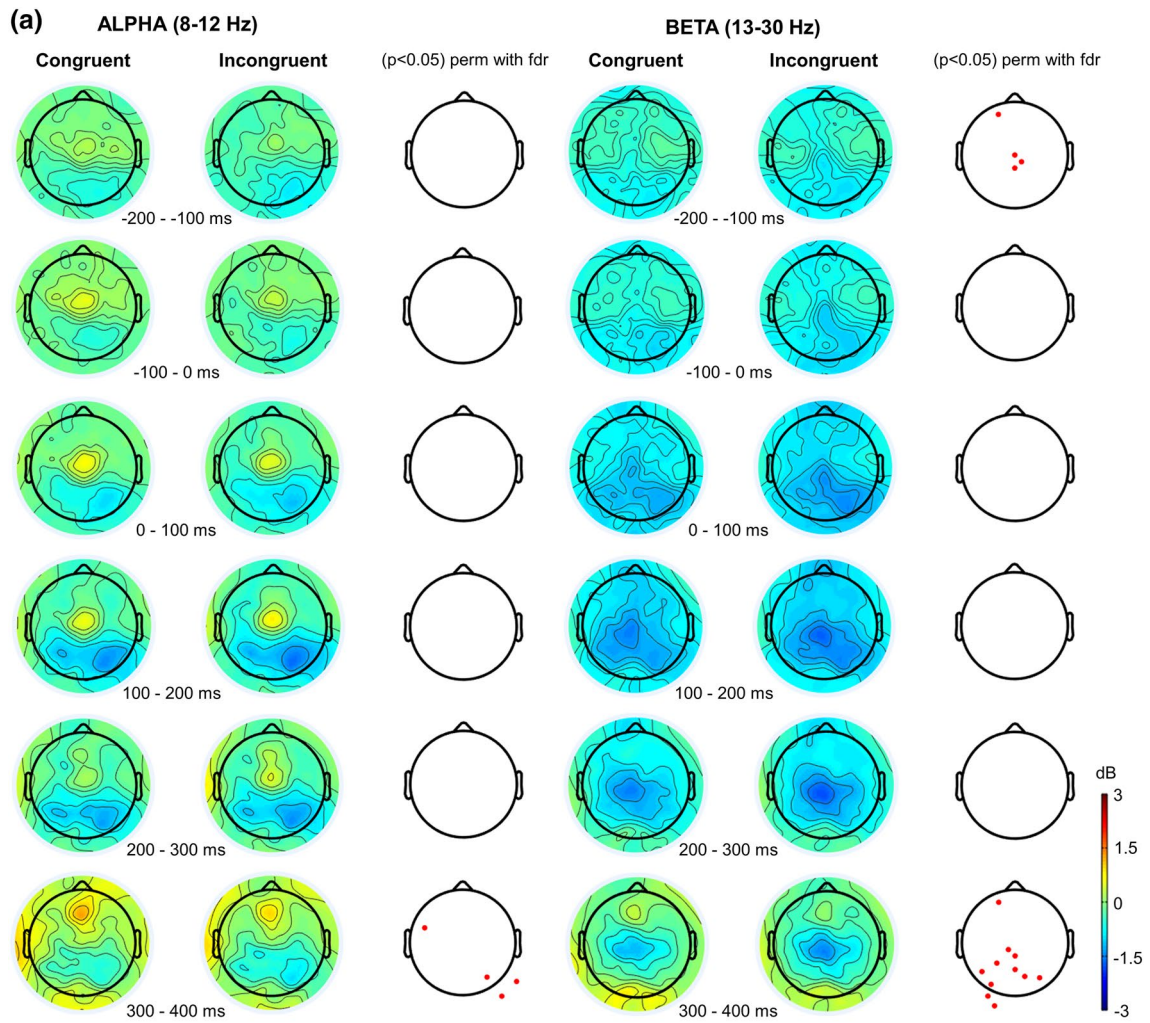 (a) ALPHA (8-12 Hz) BETA (13-30 Hz)
Congruent Incongruent (p<0.05) perm with fdr Congruent Incongruent (p<0.05) perm with fdr
-200 - -100 ms -200 - -100 ms
-100 - 0 ms -100 - 0 ms
0 - 100 ms 0 - 100 ms
100 - 200 ms 100 - 200 ms
200 - 300 ms 200 - 300 ms
300 - 400 ms 300 - 400 ms
dB
3
1.5
0
-1.5
-3